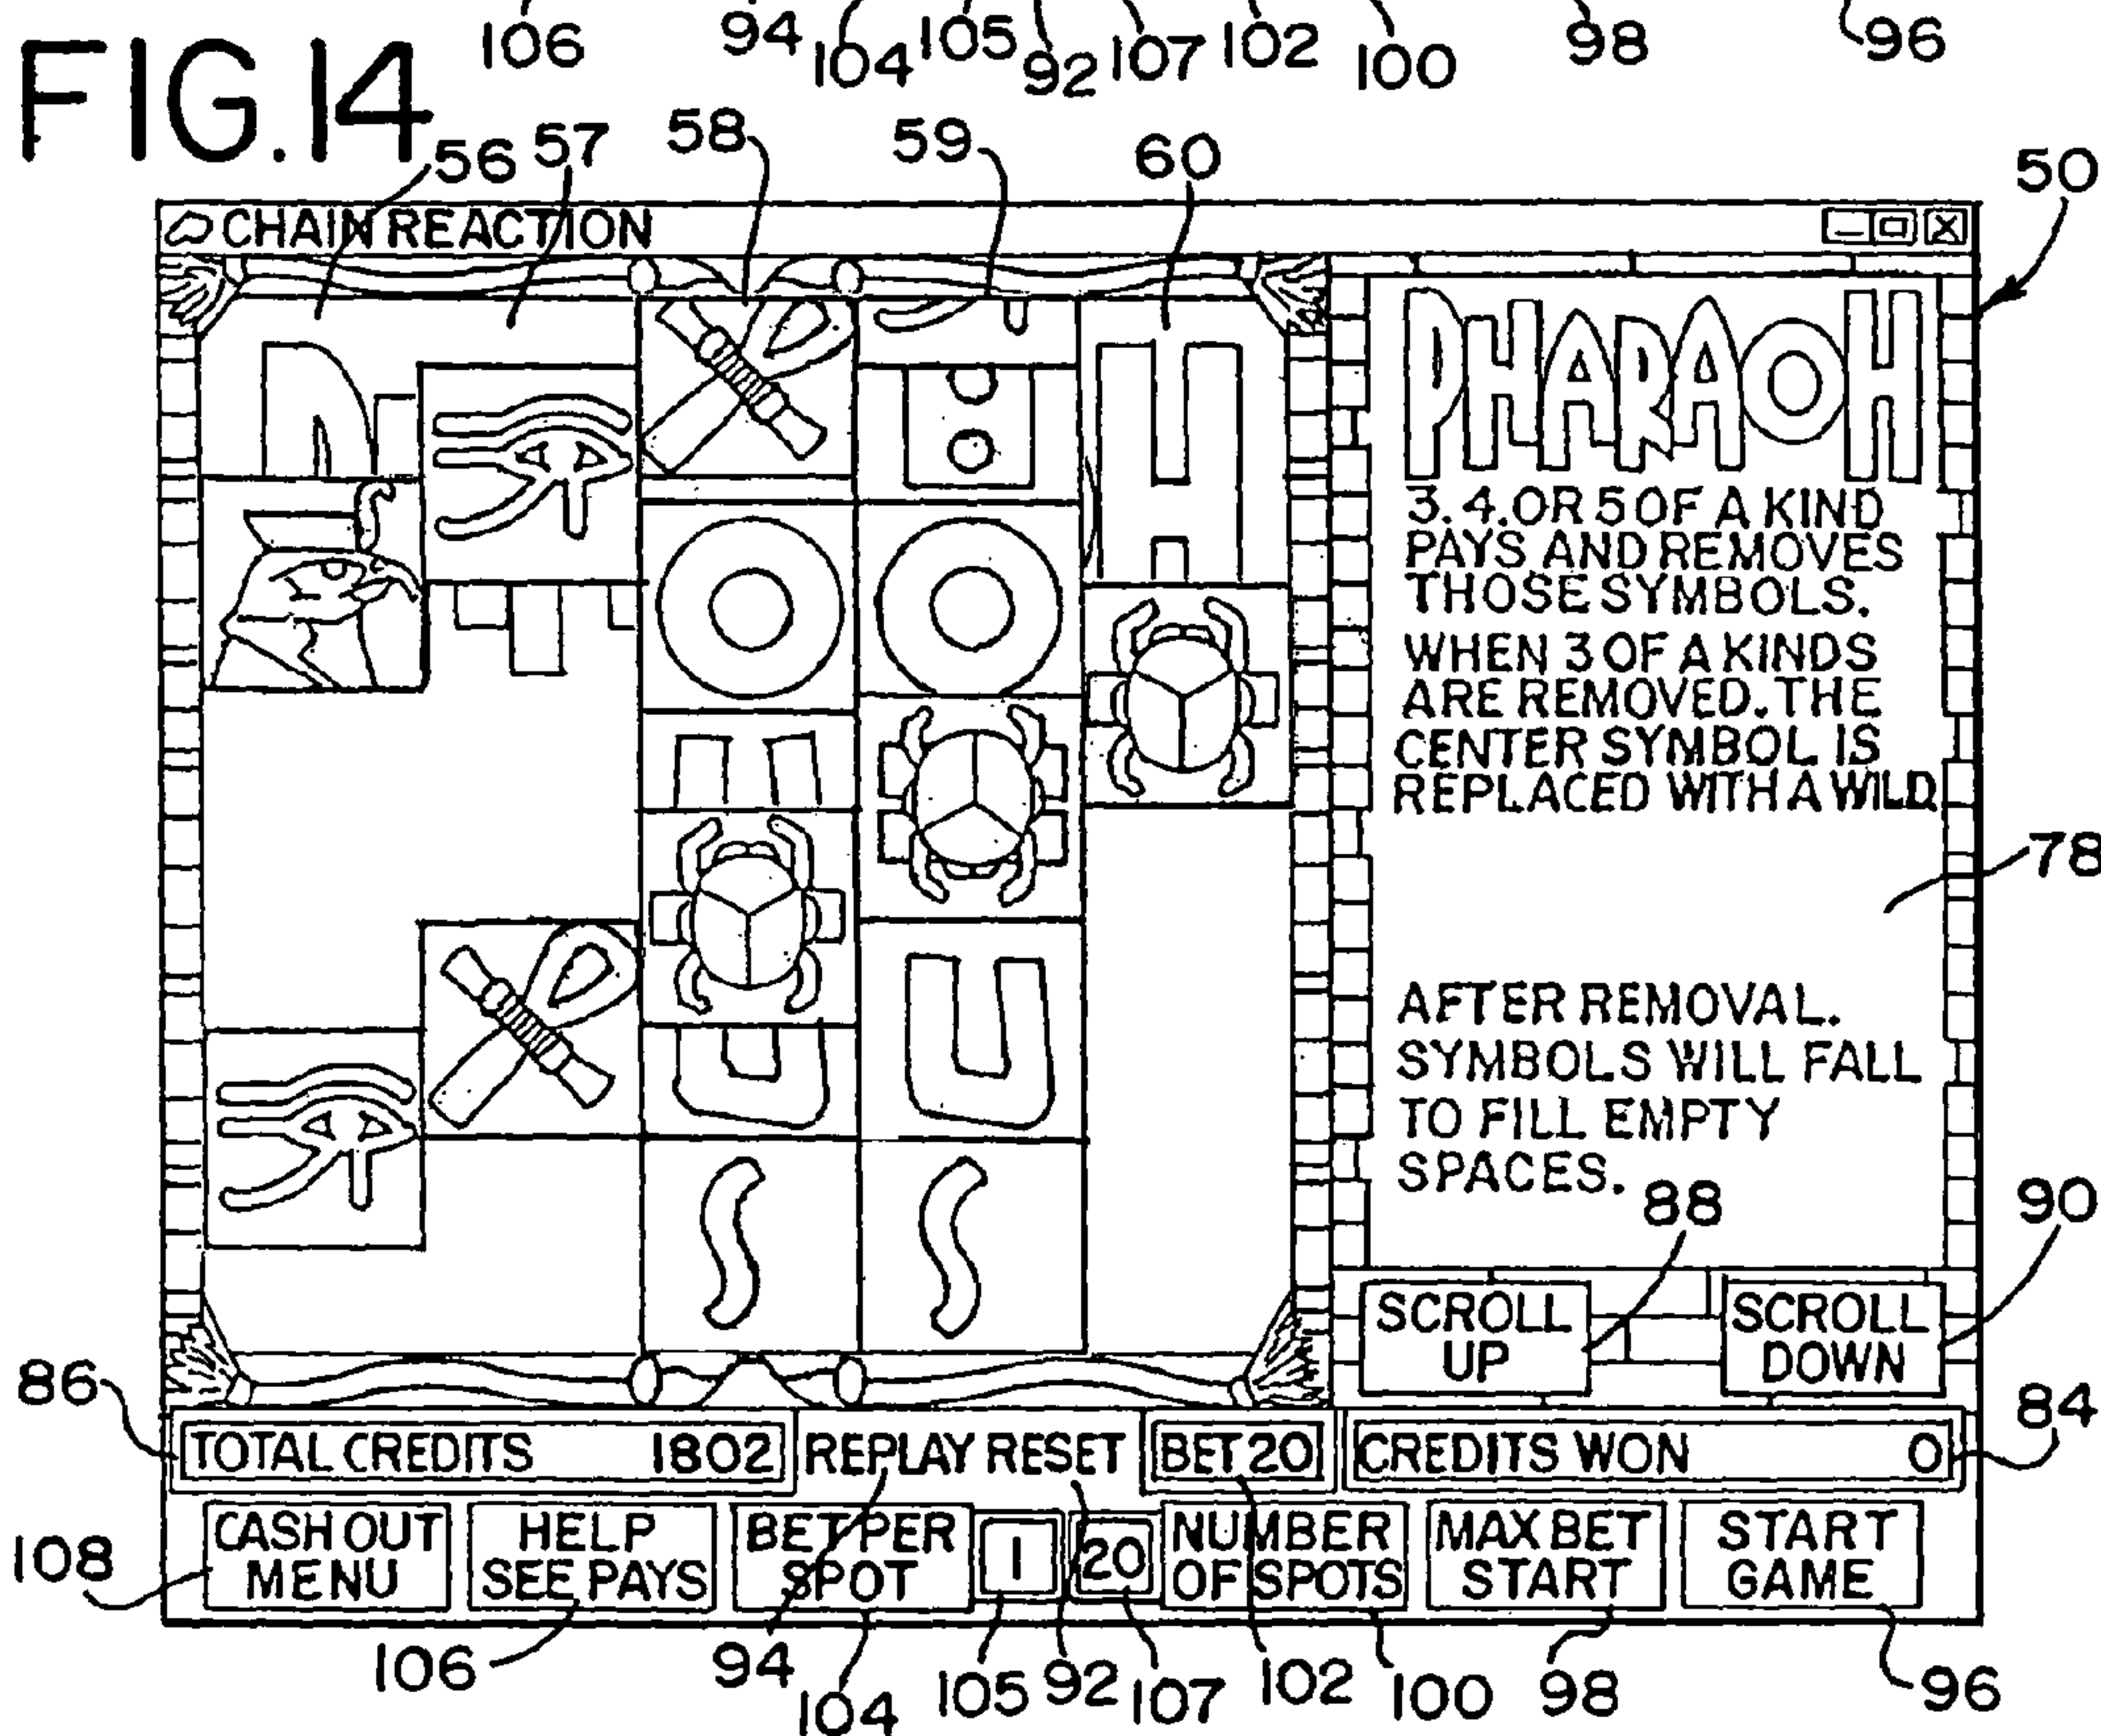 106 94 104 105 92 107 102 100 98 96
FIG.14
56 57 58 59 60 50
CHAIN REACTION
PHARAOH
3.4.OR 5 OF A KIND
PAYS AND REMOVES
THOSE SYMBOLS.
WHEN 3 OF A KINDS
ARE REMOVED. THE
CENTER SYMBOL IS
REPLACED WITH A WILD
78
AFTER REMOVAL.
SYMBOLS WILL FALL
TO FILL EMPTY
SPACES.
88 90
SCROLL UP
SCROLL DOWN
86 84
TOTAL CREDITS 1802 REPLAY RESET BET 20 CREDITS WON 0
108
CASH OUT MENU
HELP SEE PAYS
BET PER SPOT
1 20
NUMBER OF SPOTS
MAX BET START
START GAME
106 94 104 105 92 107 102 100 98 96